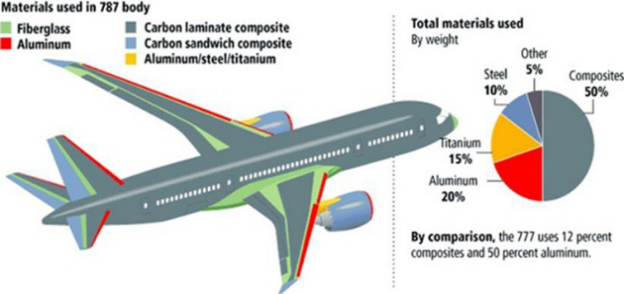 Materials used in 787 body
Fiberglass
Aluminum
Carbon laminate composite
Carbon sandwich composite
Aluminum/steel/titanium
Total materials used
By weight
Other
5%
Steel
10%
Composites
50%
Titanium
15%
Aluminum
20%
By comparison, the 777 uses 12 percent
composites and 50 percent aluminum.